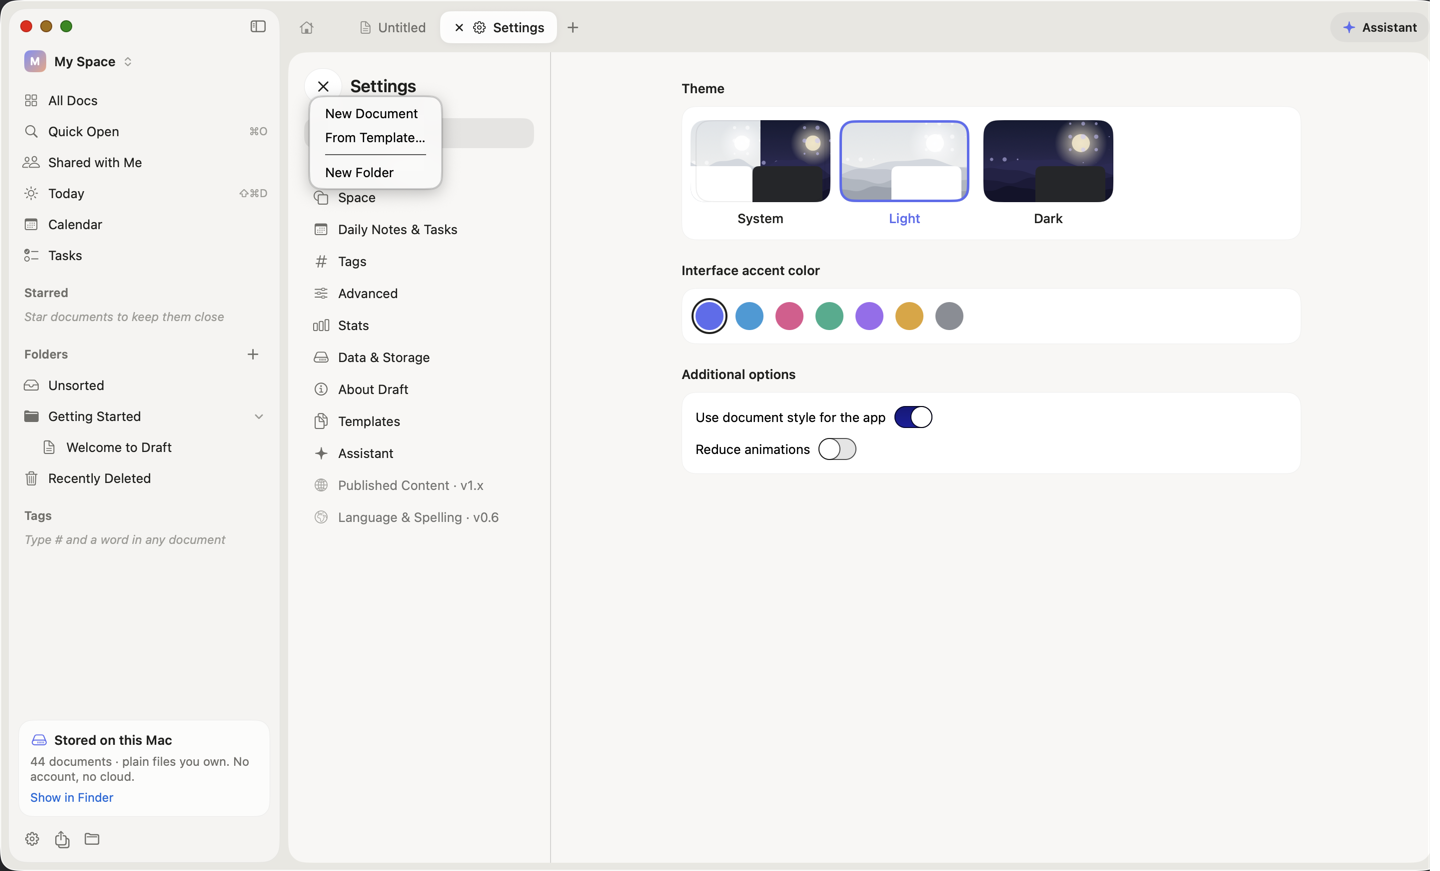 Untitled
Settings
Assistant
M
My Space
All Docs
Quick Open ⌘O
Shared with Me
Today ⇧⌘D
Calendar
Tasks
Starred
Star documents to keep them close
Folders
Unsorted
Getting Started
Welcome to Draft
Recently Deleted
Tags
Type # and a word in any document
Stored on this Mac
44 documents · plain files you own. No
account, no cloud.
Show in Finder
Settings
New Document
From Template...
New Folder
Space
Daily Notes & Tasks
Tags
Advanced
Stats
Data & Storage
About Draft
Templates
Assistant
Published Content · v1.x
Language & Spelling · v0.6
Theme
System
Light
Dark
Interface accent color
Additional options
Use document style for the app
Reduce animations